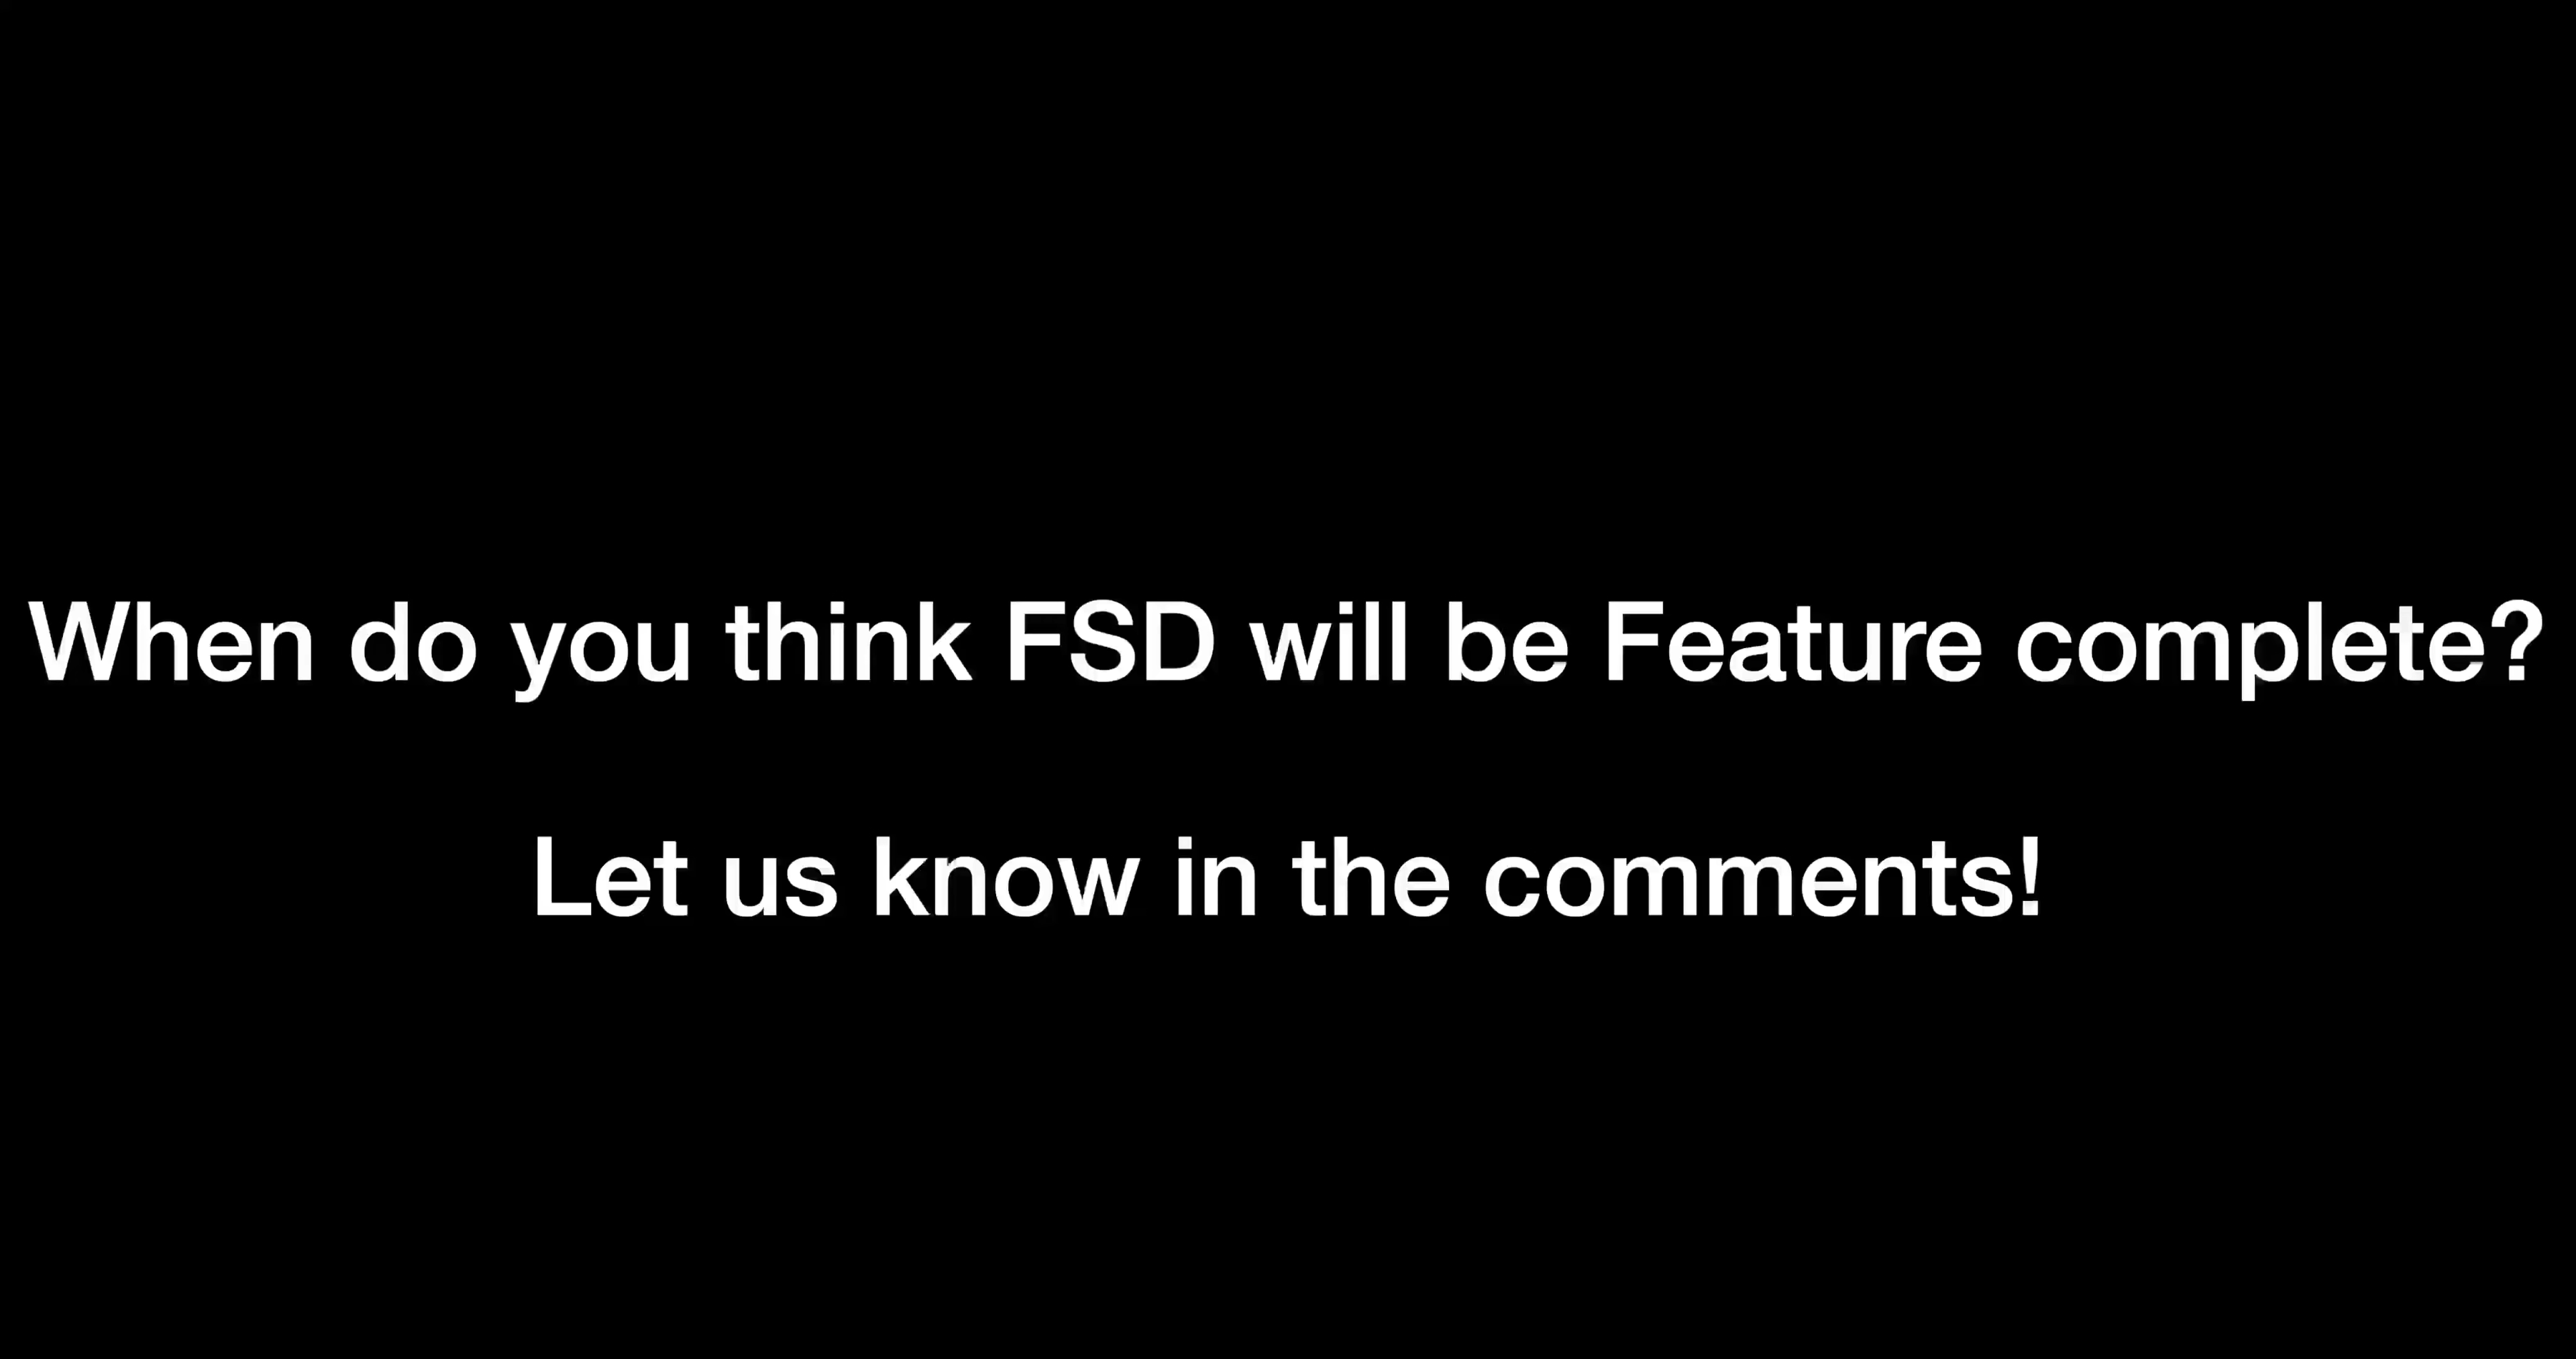 When do you think FSD will be Feature complete?
Let us know in the comments!